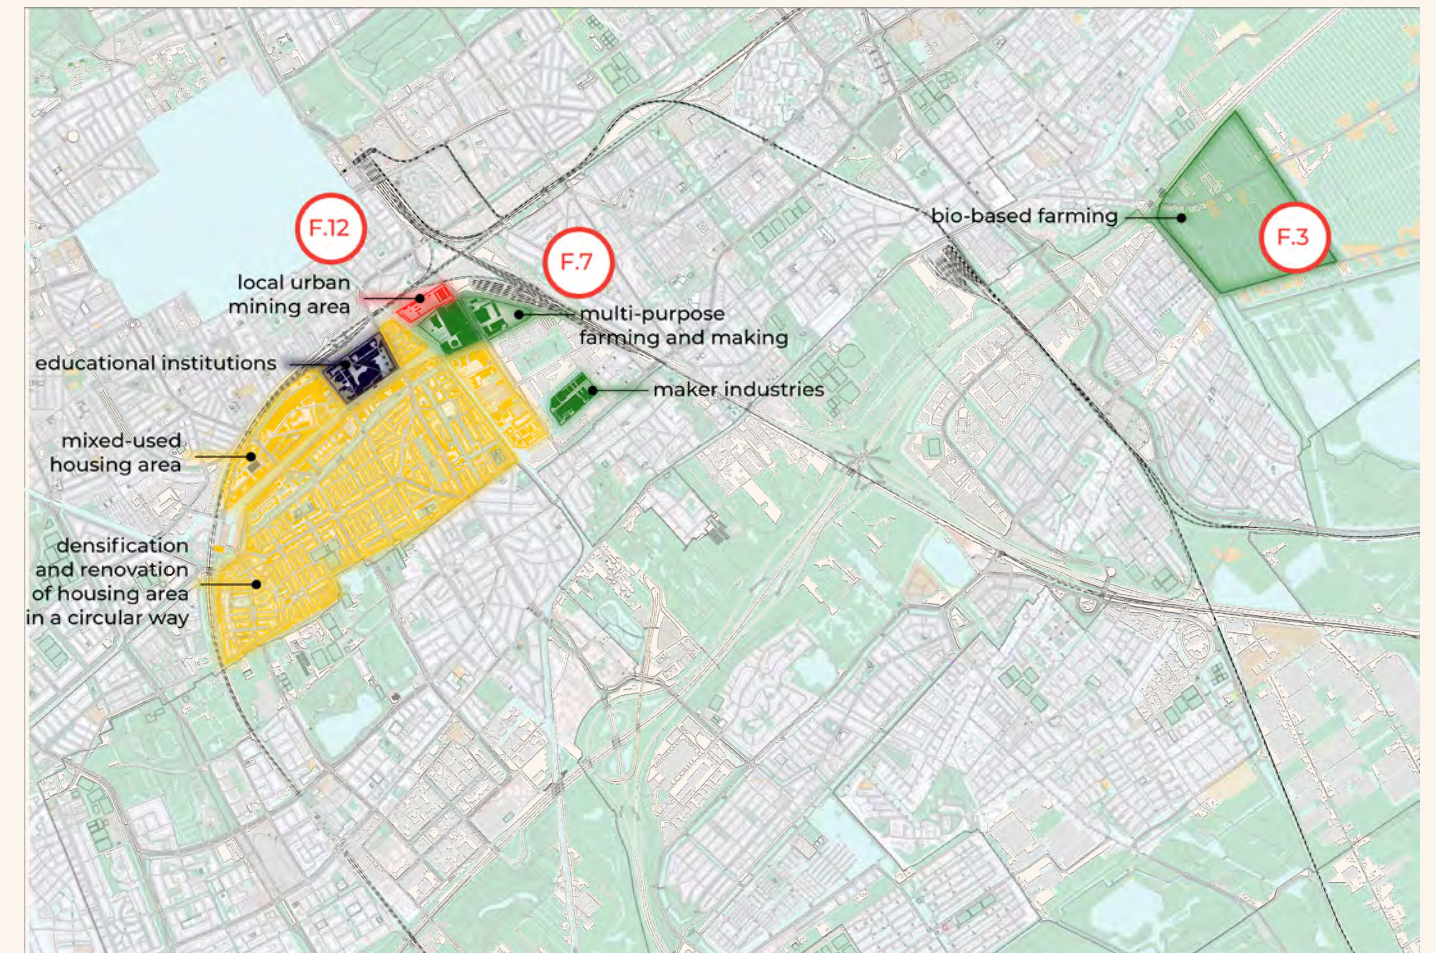 bio-based farming
F.12
F.3
F.7
local urban
mining area
multi-purpose
farming and making
educational institutions
maker industries
mixed-used
housing area
densification
and renovation
of housing area
in a circular way